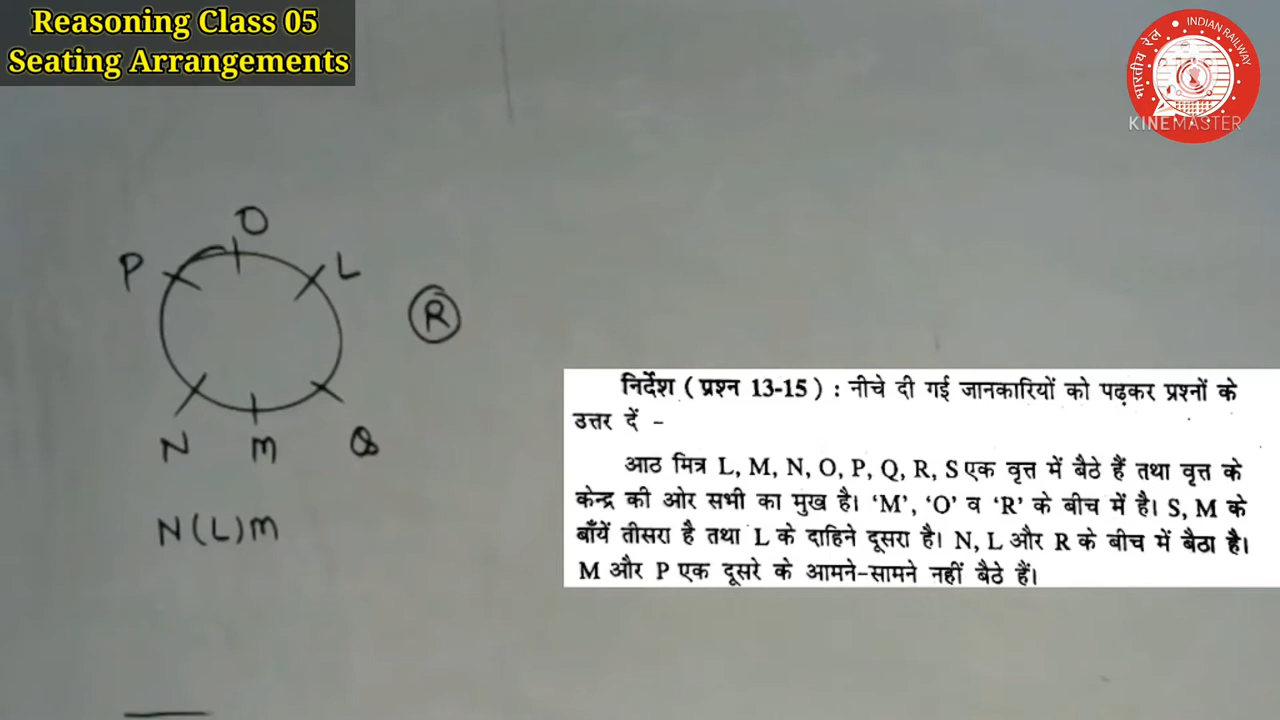 Reasoning Class 05
Seating Arrangements
भारतीय रेल
INDIAN RAILWAY
KINEMASTER
O
P
L
R
N
M
Q
N(L)M
निर्देश ( प्रश्न 13-15 ) : नीचे दी गई जानकारियों को पढ़कर प्रश्नों के
उत्तर दें -
आठ मित्र L, M, N, O, P, Q, R, S एक वृत्त में बैठे हैं तथा वृत्त के
केन्द्र की ओर सभी का मुख है। ‘M’, ‘O’ व ‘R’ के बीच में है। S, M के
बाँयें तीसरा है तथा L के दाहिने दूसरा है। N, L और R के बीच में बैठा है।
M और P एक दूसरे के आमने-सामने नहीं बैठे हैं।